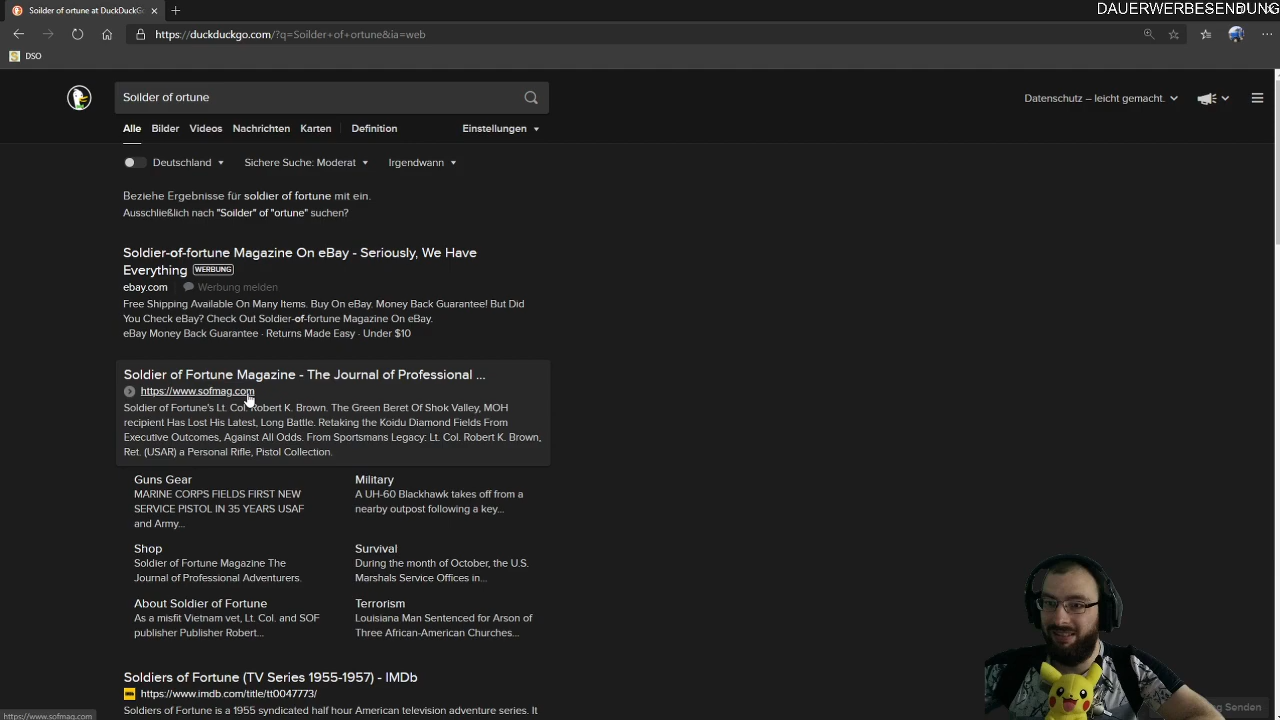 DAUERWERBESENDUNG
Soilder of ortune at DuckDuckG
https://duckduckgo.com/?q=Soilder+of+ortune&ia=web
DSO
Soilder of ortune
Datenschutz – leicht gemacht.
Alle Bilder Videos Nachrichten Karten Definition Einstellungen
Deutschland Sichere Suche: Moderat Irgendwann
Beziehe Ergebnisse für soldier of fortune mit ein.
Ausschließlich nach "Soilder" of "ortune" suchen?
Soldier-of-fortune Magazine On eBay - Seriously, We Have
Everything WERBUNG
ebay.com Werbung melden
Free Shipping Available On Many Items. Buy On eBay. Money Back Guarantee! But Did
You Check eBay? Check Out Soldier-of-fortune Magazine On eBay.
eBay Money Back Guarantee · Returns Made Easy · Under $10
Soldier of Fortune Magazine - The Journal of Professional ...
https://www.sofmag.com
Soldier of Fortune's Lt. Col. Robert K. Brown. The Green Beret Of Shok Valley, MOH
recipient Has Lost His Latest, Long Battle. Retaking the Koidu Diamond Fields From
Executive Outcomes, Against All Odds. From Sportsmans Legacy: Lt. Col. Robert K. Brown,
Ret. (USAR) a Personal Rifle, Pistol Collection.
Guns Gear
MARINE CORPS FIELDS FIRST NEW
SERVICE PISTOL IN 35 YEARS USAF
and Army...
Military
A UH-60 Blackhawk takes off from a
nearby outpost following a key...
Shop
Soldier of Fortune Magazine The
Journal of Professional Adventurers.
Survival
During the month of October, the U.S.
Marshals Service Offices in...
About Soldier of Fortune
As a misfit Vietnam vet, Lt. Col. and SOF
publisher Publisher Robert...
Terrorism
Louisiana Man Sentenced for Arson of
Three African-American Churches...
Soldiers of Fortune (TV Series 1955-1957) - IMDb
https://www.imdb.com/title/tt0047773/
Soldiers of Fortune is a 1955 syndicated half hour American television adventure series. It
https://www.sofmag.com
Senden